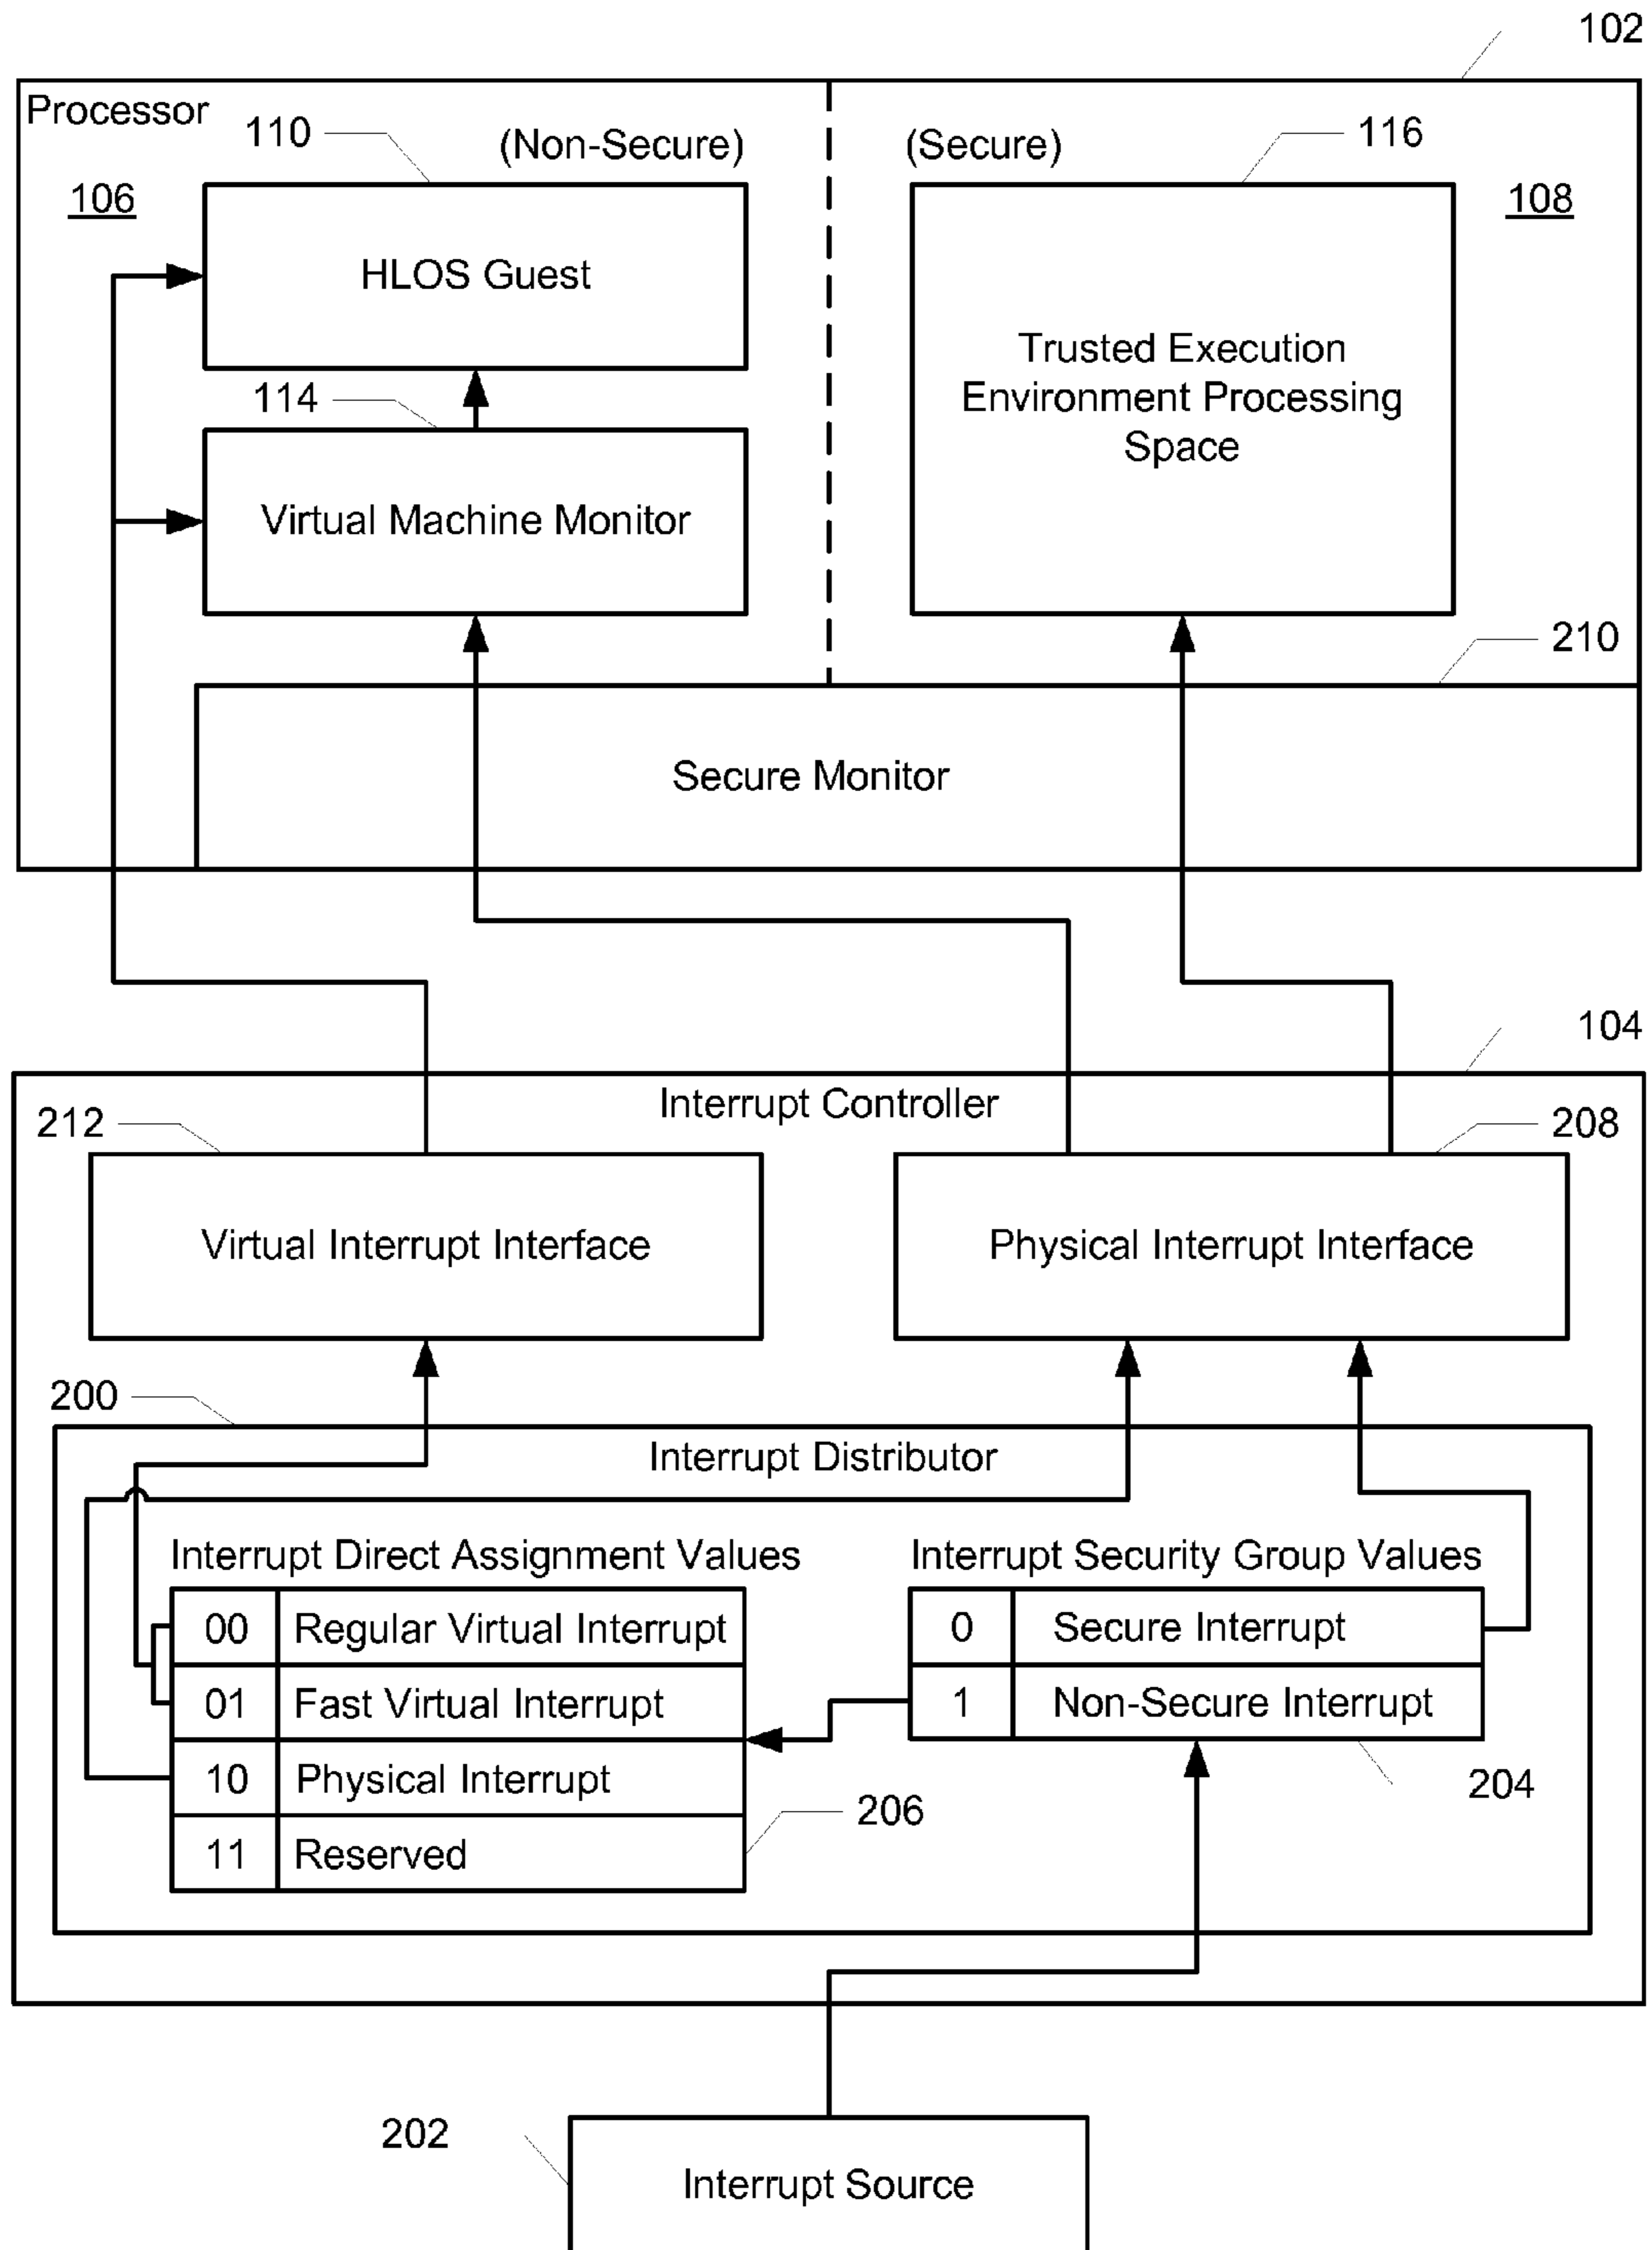 102
Processor
110
(Non-Secure)
(Secure)
116
106
108
HLOS Guest
Trusted Execution
Environment Processing
Space
114
Virtual Machine Monitor
210
Secure Monitor
104
Interrupt Controller
212
208
Virtual Interrupt Interface
Physical Interrupt Interface
200
Interrupt Distributor
Interrupt Direct Assignment Values
Interrupt Security Group Values
00 Regular Virtual Interrupt
0 Secure Interrupt
01 Fast Virtual Interrupt
1 Non-Secure Interrupt
10 Physical Interrupt
204
206
11 Reserved
202
Interrupt Source